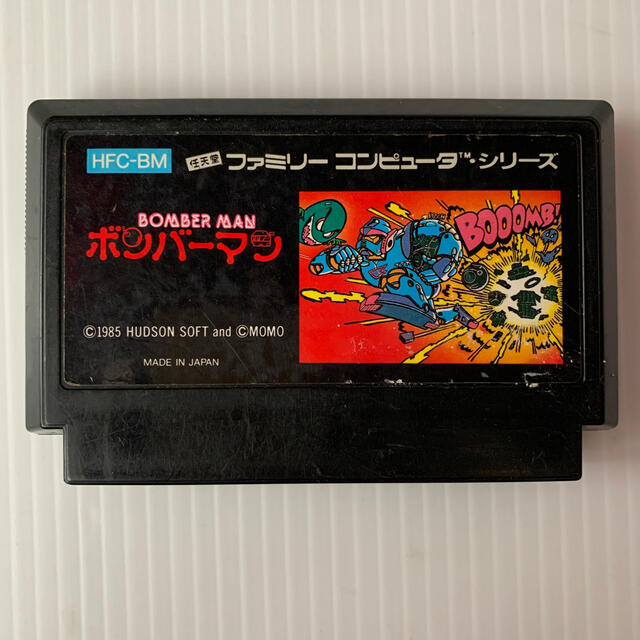 HFC-BM
任天堂 ファミリー コンピュータ™・シリーズ
BOMBER MAN
ボンバーマン
BOOOMB!
©1985 HUDSON SOFT and ©MOMO
MADE IN JAPAN